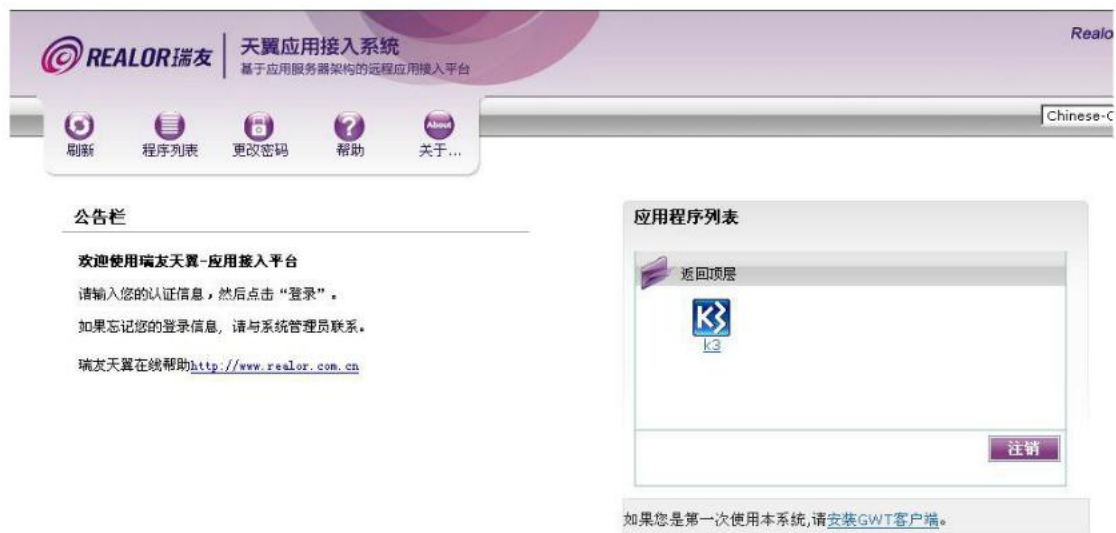 REALOR瑞友
天翼应用接入系统
基于应用服务器架构的远程应用接入平台
Realo
Chinese-C
刷新
程序列表
更改密码
帮助
About
关于...
公告栏
欢迎使用瑞友天翼-应用接入平台
请输入您的认证信息，然后点击“登录”。
如果忘记您的登录信息, 请与系统管理员联系。
瑞友天翼在线帮助http://www.realor.com.cn
应用程序列表
返回顶层
K3
k3
注销
如果您是第一次使用本系统,请安装GWT客户端。